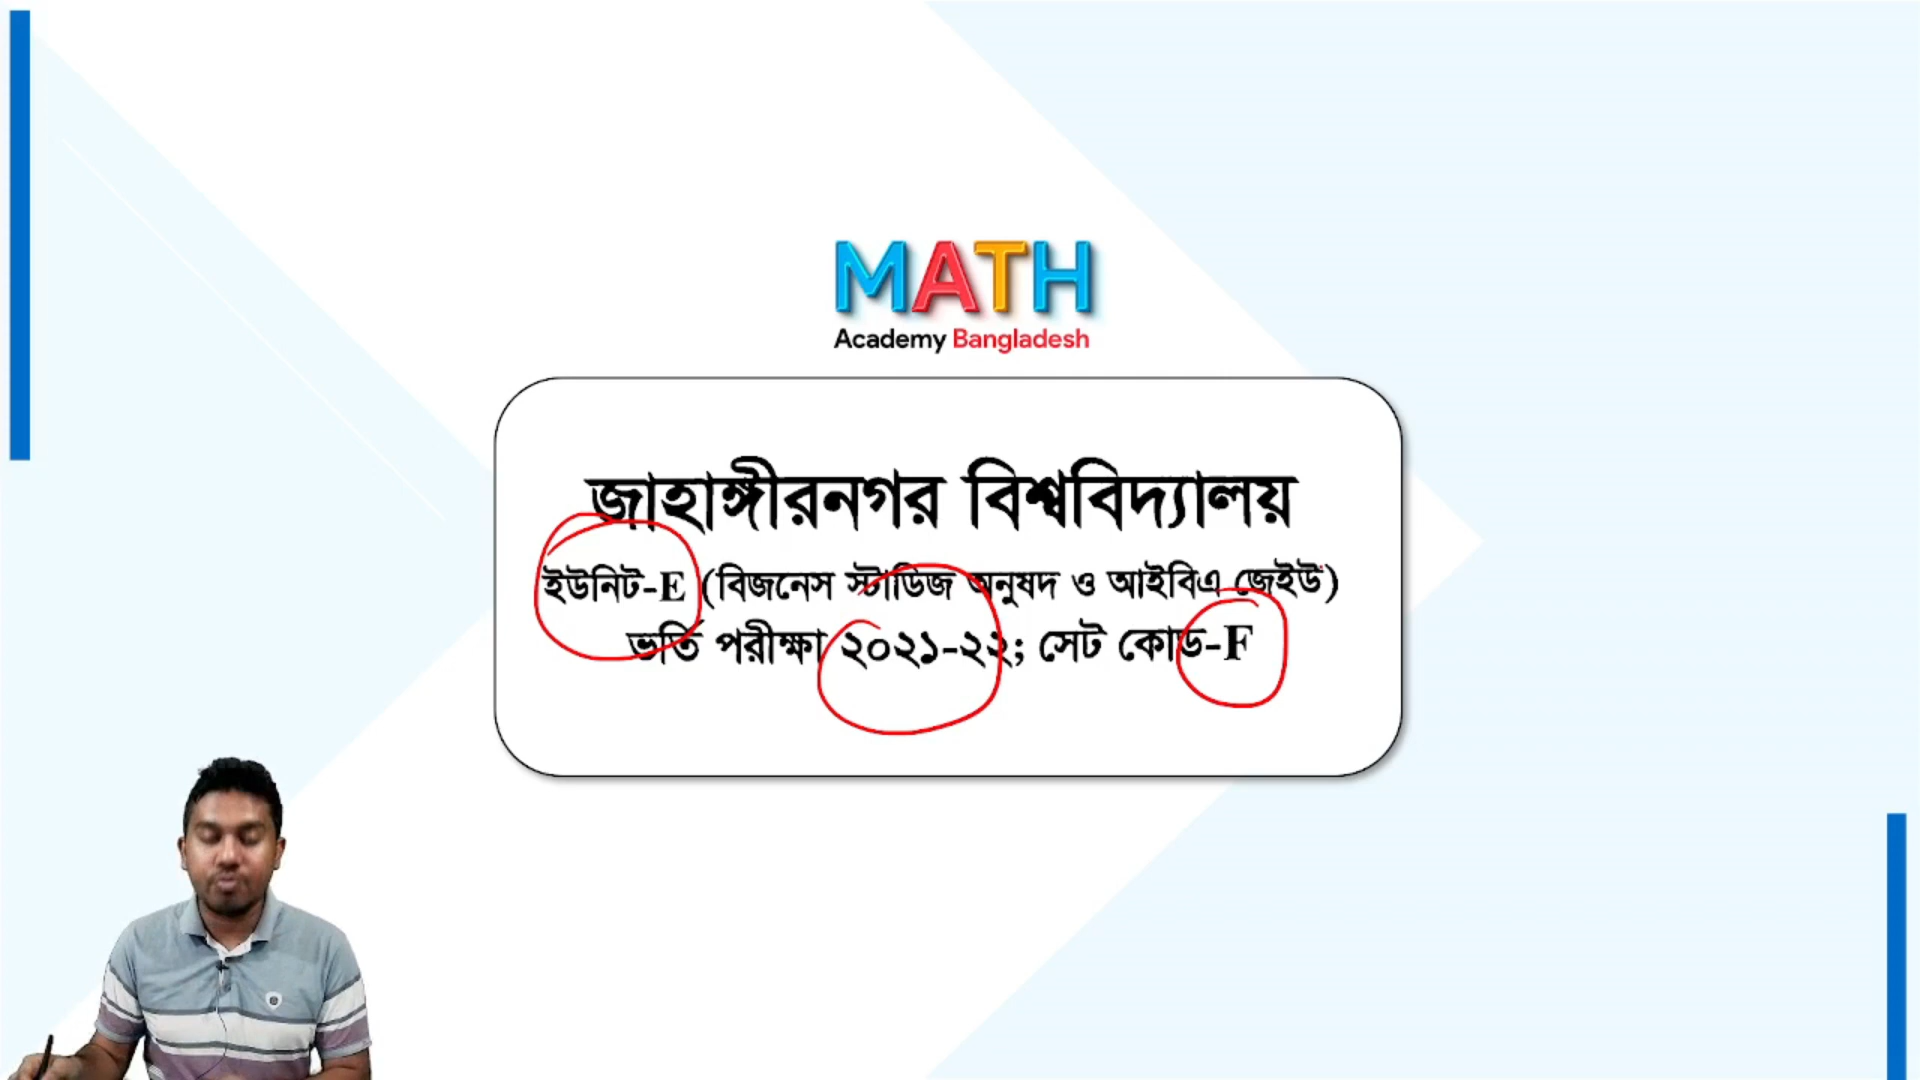 MATH
Academy Bangladesh
জাহাঙ্গীরনগর বিশ্ববিদ্যালয়
ইউনিট-E (বিজনেস স্টাডিজ অনুষদ ও আইবিএ জেইউ)
ভর্তি পরীক্ষা ২০২১-২২; সেট কোড-F